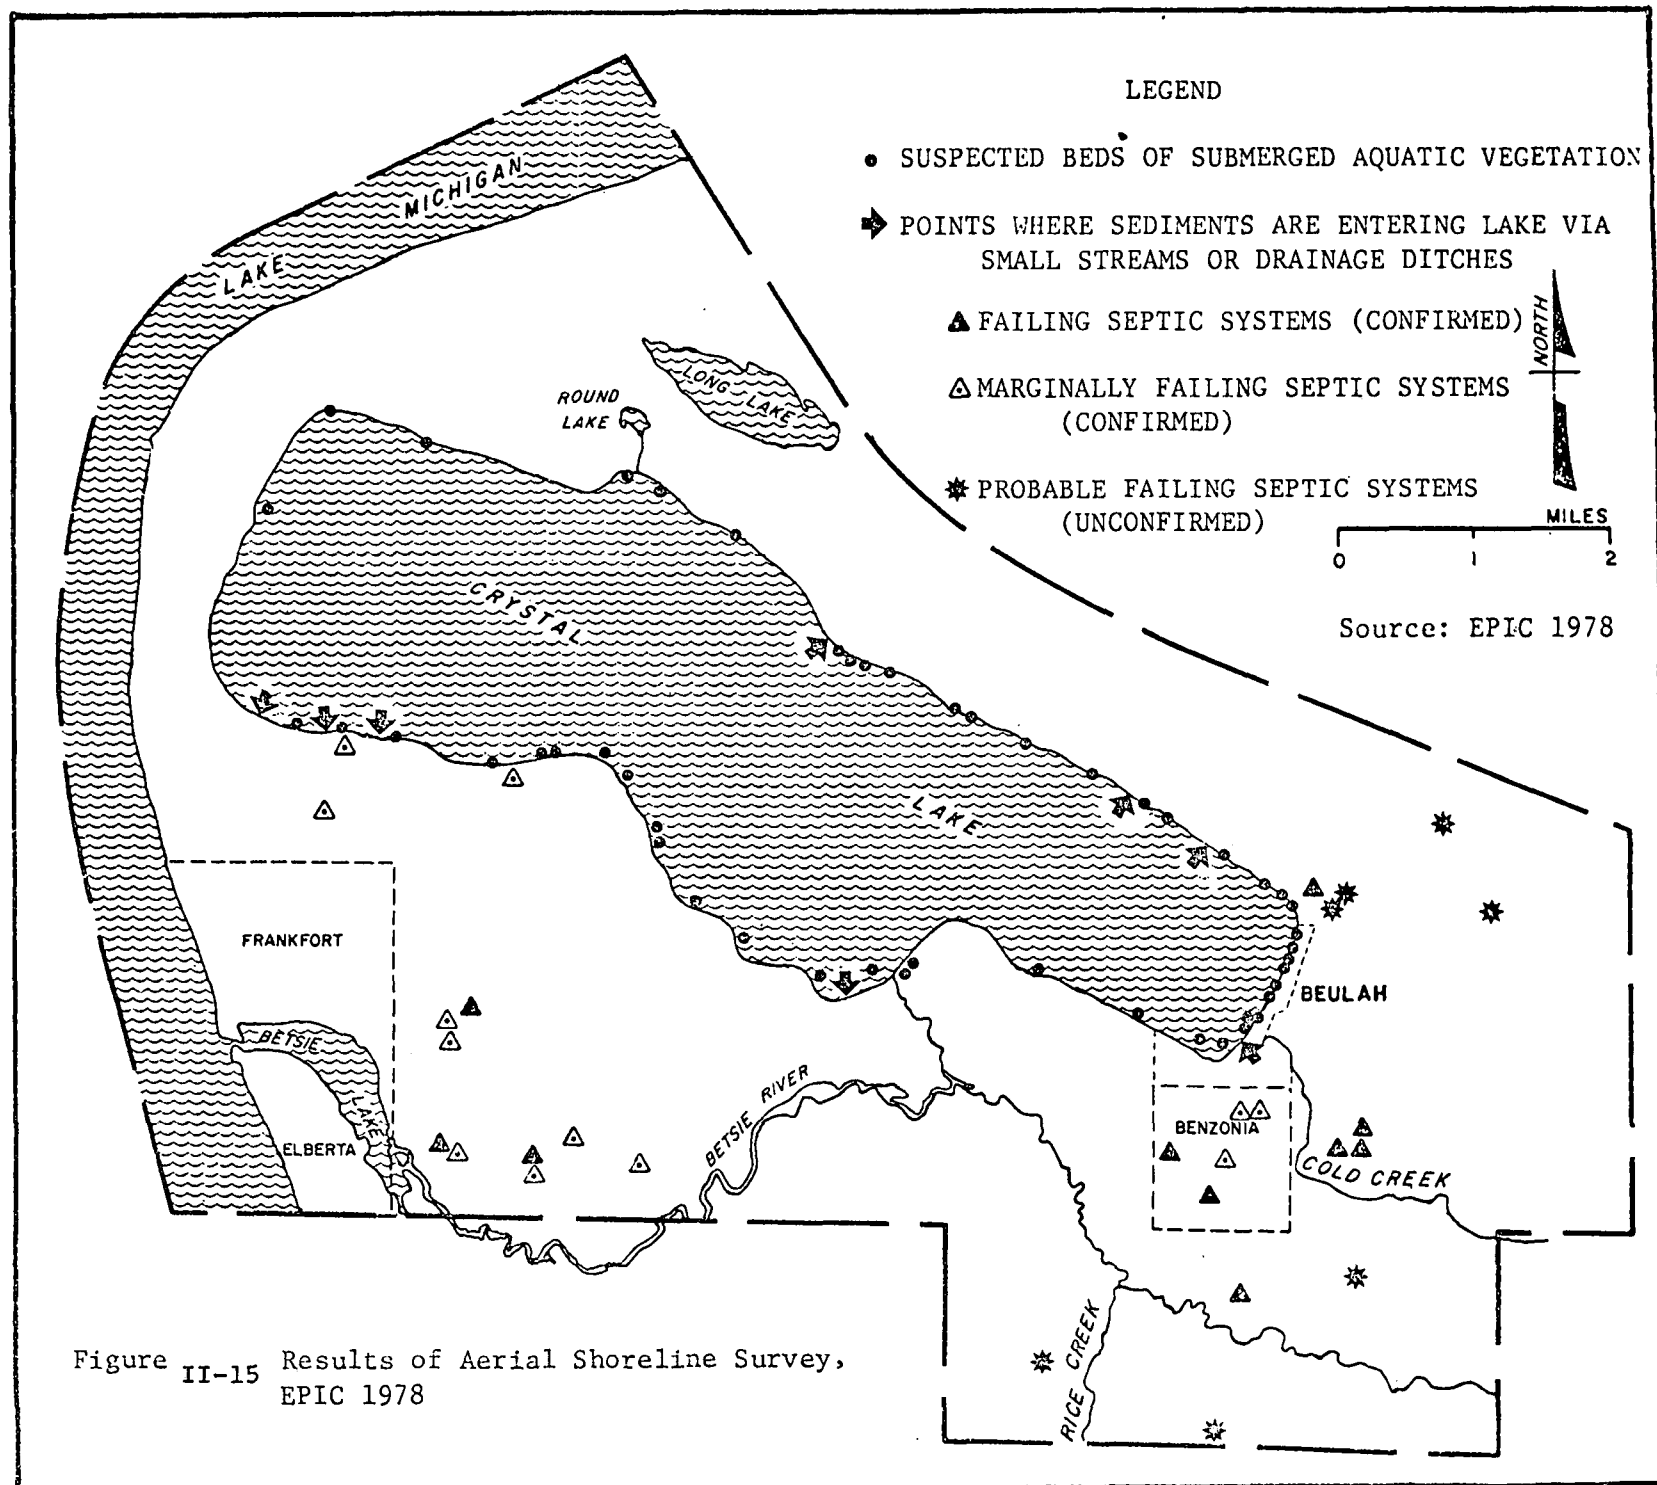 LEGEND
SUSPECTED BEDS OF SUBMERGED AQUATIC VEGETATION
POINTS WHERE SEDIMENTS ARE ENTERING LAKE VIA
SMALL STREAMS OR DRAINAGE DITCHES
FAILING SEPTIC SYSTEMS (CONFIRMED)
MARGINALLY FAILING SEPTIC SYSTEMS
(CONFIRMED)
PROBABLE FAILING SEPTIC SYSTEMS
(UNCONFIRMED)
NORTH
MILES
0 1 2
Source: EPIC 1978
LAKE MICHIGAN
LONG LAKE
ROUND
LAKE
CRYSTAL
LAKE
FRANKFORT
BETSIE
LAKE
ELBERTA
BETSIE RIVER
BEULAH
BENZONIA
COLD CREEK
RICE CREEK
Figure II-15 Results of Aerial Shoreline Survey,
EPIC 1978